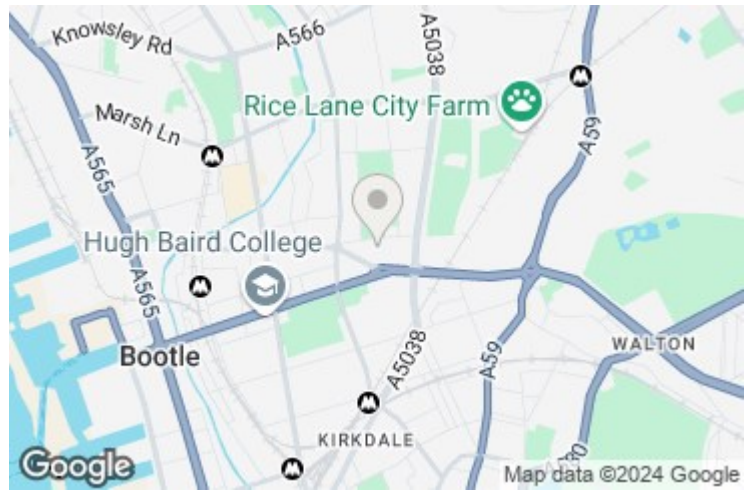 Knowsley Rd
A566
A5038
Rice Lane City Farm
Marsh Ln
A59
A565
Hugh Baird College
A565
Bootle
A5038
A59
WALTON
KIRKDALE
Google
Map data ©2024 Google